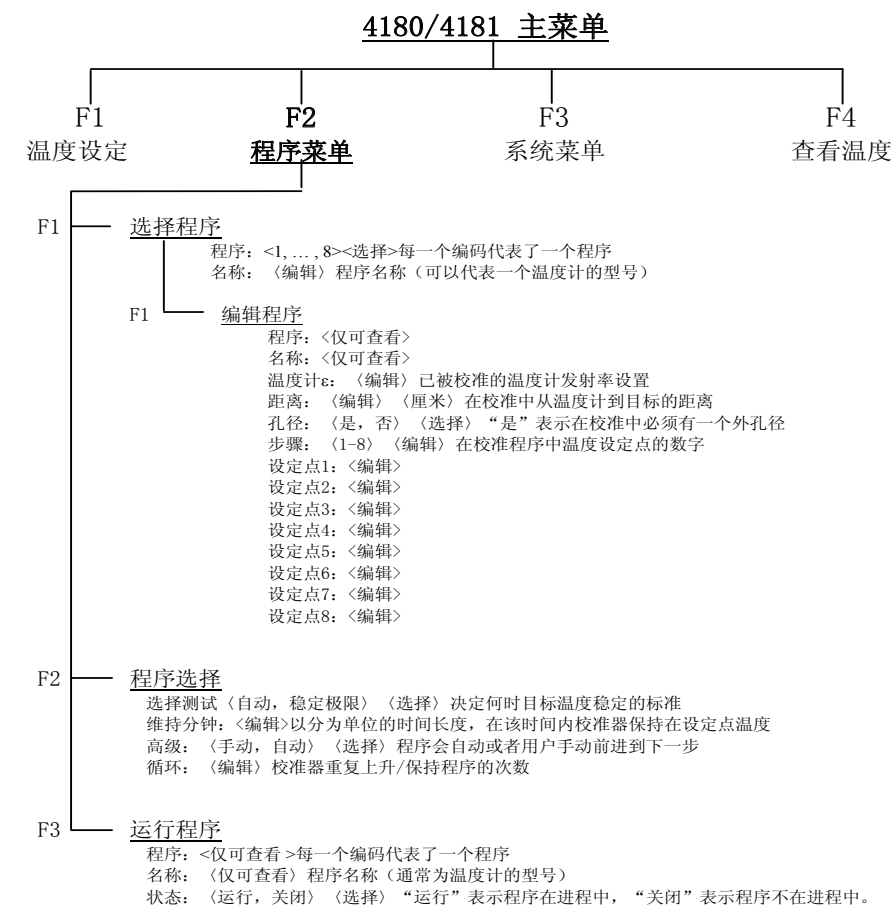 4180/4181 主菜单
F1 F2 F3 F4
温度设定 程序菜单 系统菜单 查看温度
F1 选择程序
程序：<1, … , 8><选择>每一个编码代表了一个程序
名称：〈编辑〉程序名称（可以代表一个温度计的型号）
F1 编辑程序
程序：<仅可查看>
名称：<仅可查看>
温度计ε：〈编辑〉已被校准的温度计发射率设置
距离：〈编辑〉〈厘米〉在校准中从温度计到目标的距离
孔径：〈是，否〉〈选择〉“是”表示在校准中必须有一个外孔径
步骤：〈1-8〉〈编辑〉在校准程序中温度设定点的数字
设定点1：<编辑>
设定点2：<编辑>
设定点3：<编辑>
设定点4：<编辑>
设定点5：<编辑>
设定点6：<编辑>
设定点7：<编辑>
设定点8：<编辑>
F2 程序选择
选择测试〈自动，稳定极限〉〈选择〉决定何时目标温度稳定的标准
维持分钟：<编辑>以分为单位的时间长度，在该时间内校准器保持在设定点温度
高级：〈手动，自动〉〈选择〉程序会自动或者用户手动前进到下一步
循环：〈编辑〉校准器重复上升/保持程序的次数
F3 运行程序
程序：<仅可查看 >每一个编码代表了一个程序
名称：〈仅可查看〉程序名称（通常为温度计的型号）
状态：〈运行，关闭〉〈选择〉“运行”表示程序在进程中，“关闭”表示程序不在进程中。